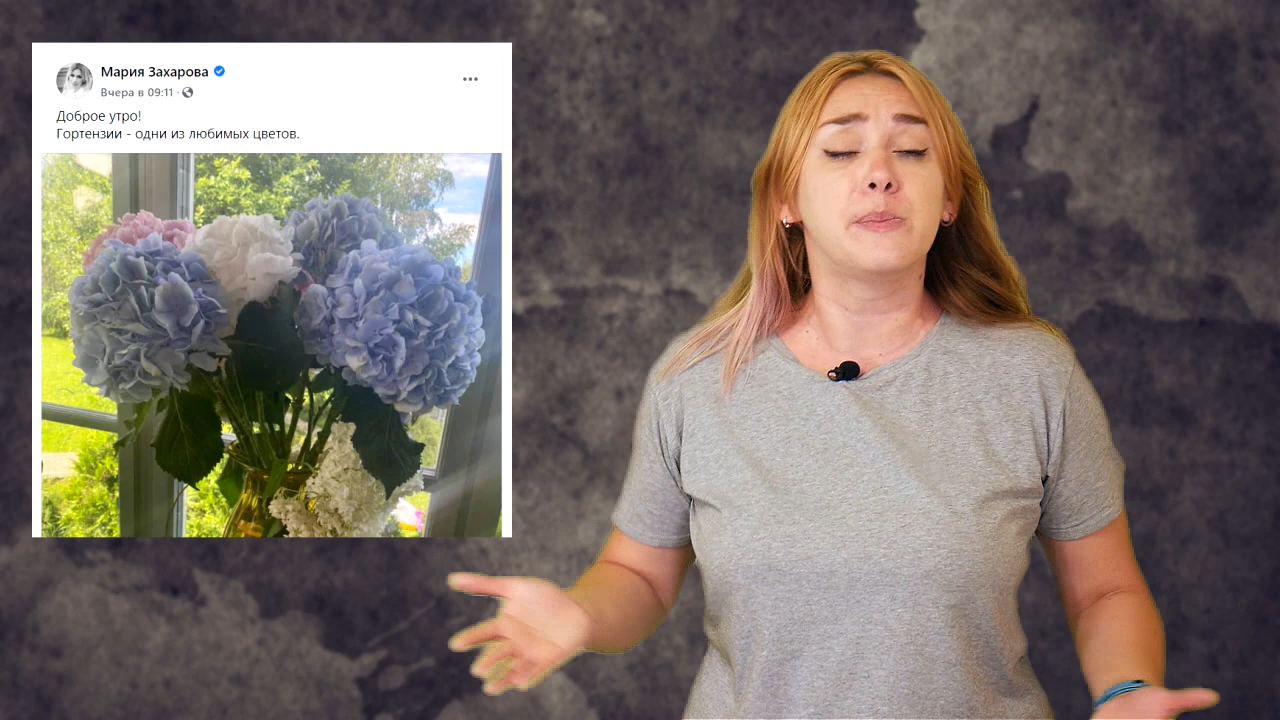 Мария Захарова
Вчера в 09:11 ·
Доброе утро!
Гортензии - одни из любимых цветов.